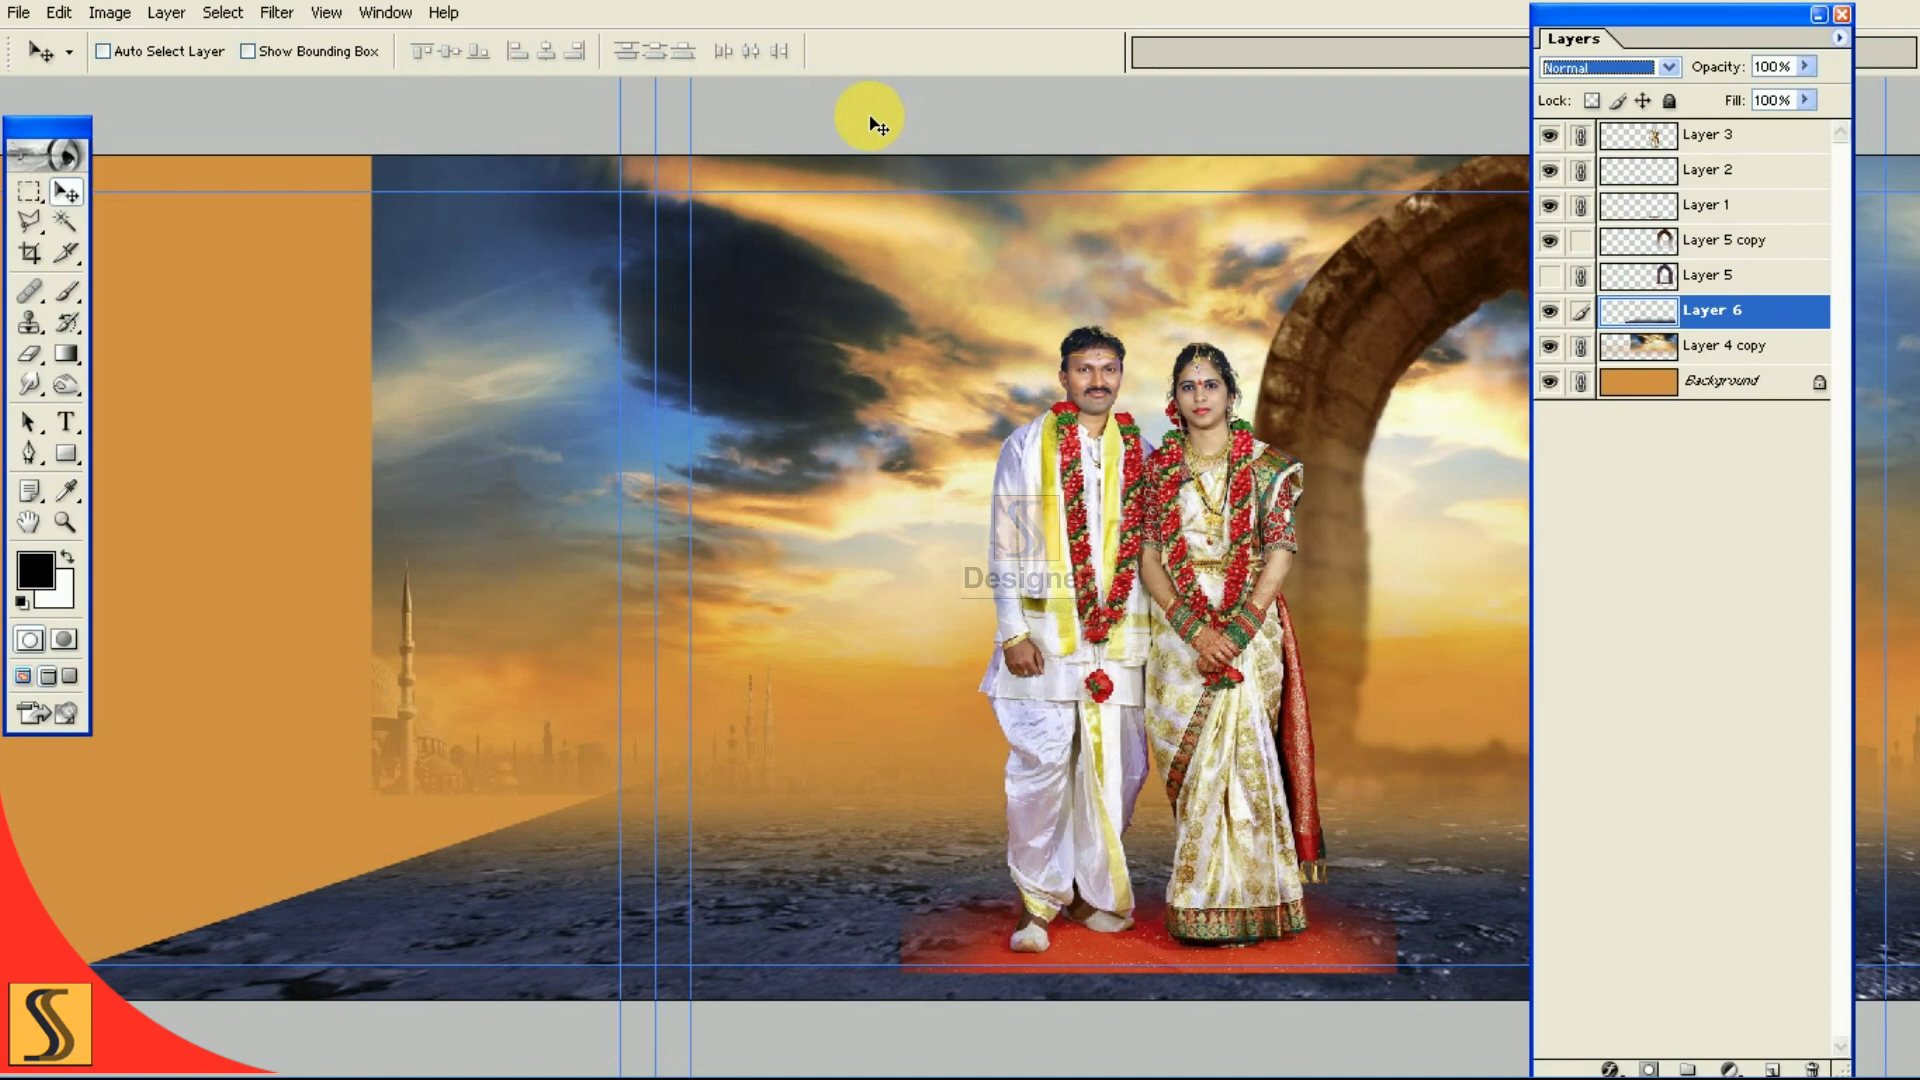 File Edit Image Layer Select Filter View Window Help
Auto Select Layer Show Bounding Box
Layers
Normal Opacity: 100%
Lock: Fill: 100%
Layer 3
Layer 2
Layer 1
Layer 5 copy
Layer 5
Layer 6
Layer 4 copy
Background
S
Designer
S